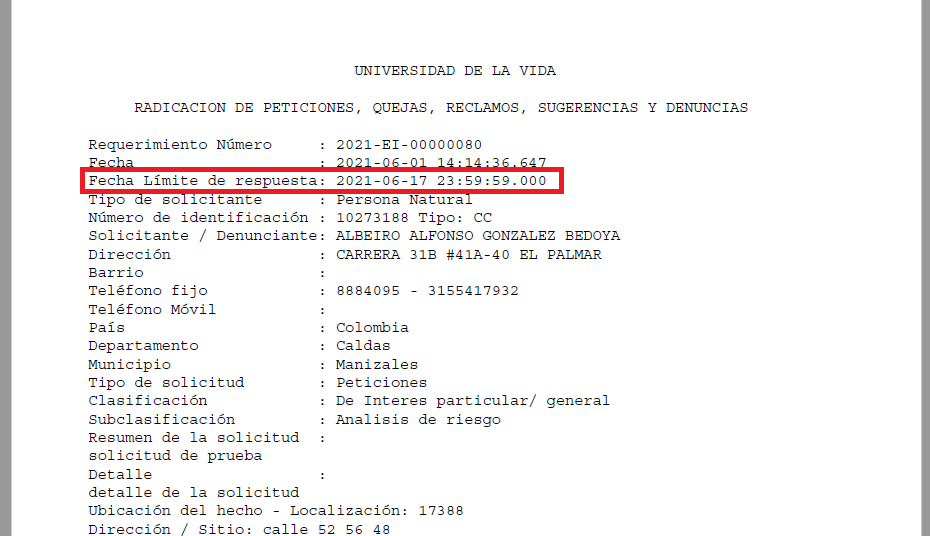 UNIVERSIDAD DE LA VIDA
RADICACION DE PETICIONES, QUEJAS, RECLAMOS, SUGERENCIAS Y DENUNCIAS
Requerimiento Número : 2021-EI-00000080
Fecha : 2021-06-01 14:14:36.647
Fecha Límite de respuesta: 2021-06-17 23:59:59.000
Tipo de solicitante : Persona Natural
Número de identificación : 10273188 Tipo: CC
Solicitante / Denunciante: ALBEIRO ALFONSO GONZALEZ BEDOYA
Dirección : CARRERA 31B #41A-40 EL PALMAR
Barrio :
Teléfono fijo : 8884095 - 3155417932
Teléfono Móvil :
País : Colombia
Departamento : Caldas
Municipio : Manizales
Tipo de solicitud : Peticiones
Clasificación : De Interes particular/ general
Subclasificación : Analisis de riesgo
Resumen de la solicitud :
solicitud de prueba
Detalle :
detalle de la solicitud
Ubicación del hecho - Localización: 17388
Dirección / Sitio: calle 52 56 48